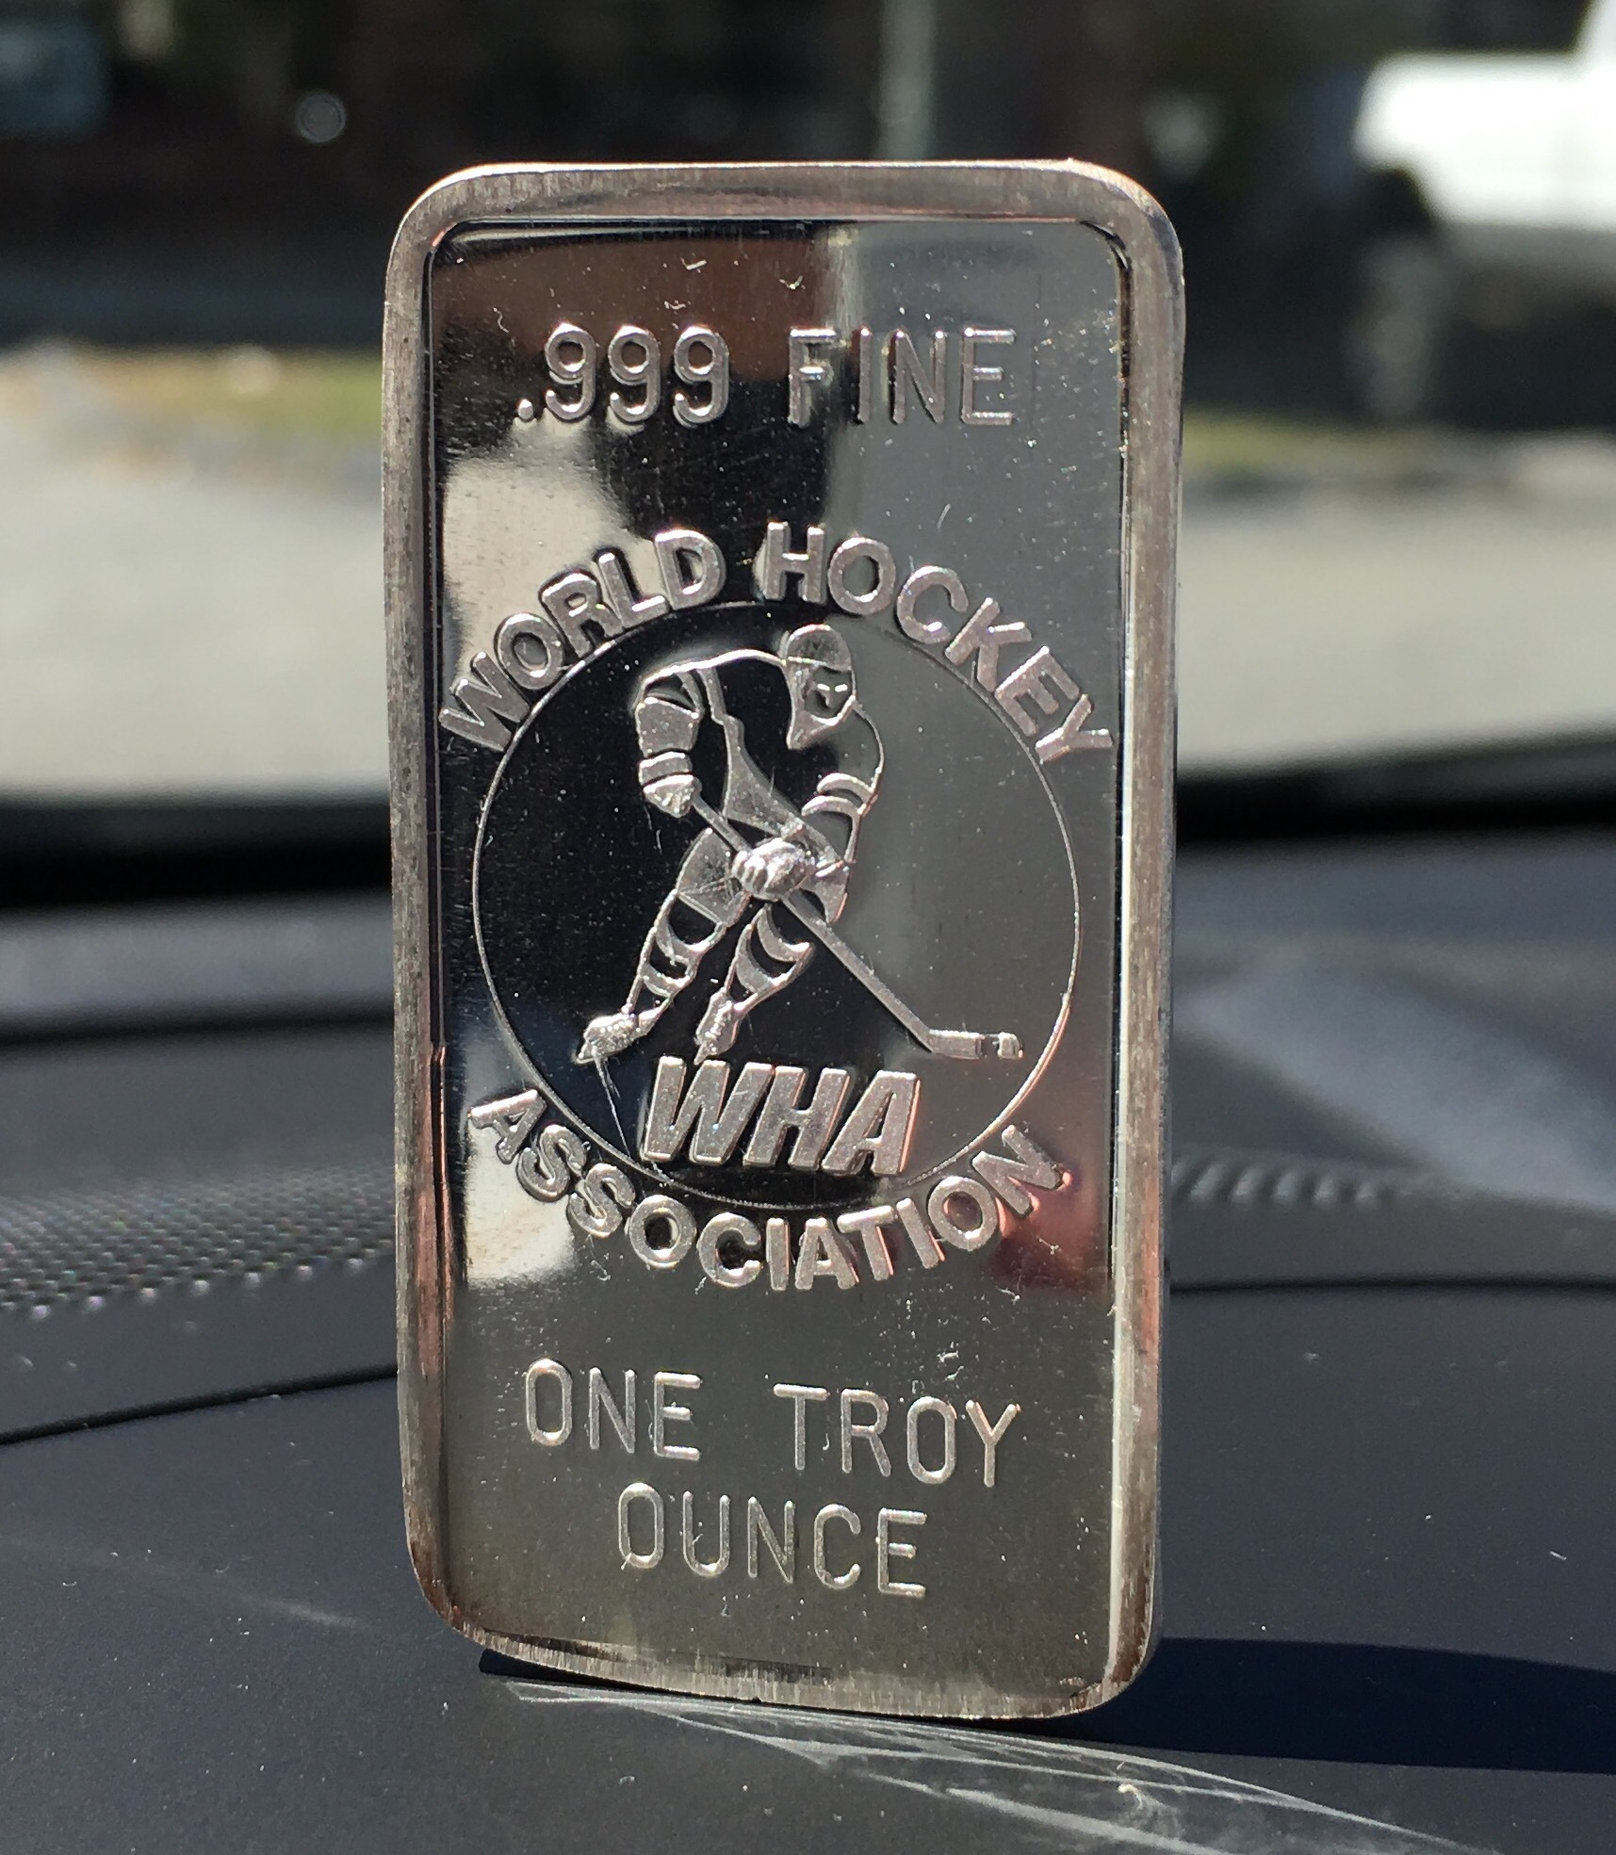 .999 FINE
WORLD HOCKEY
WHA
ASSOCIATION
ONE TROY
OUNCE